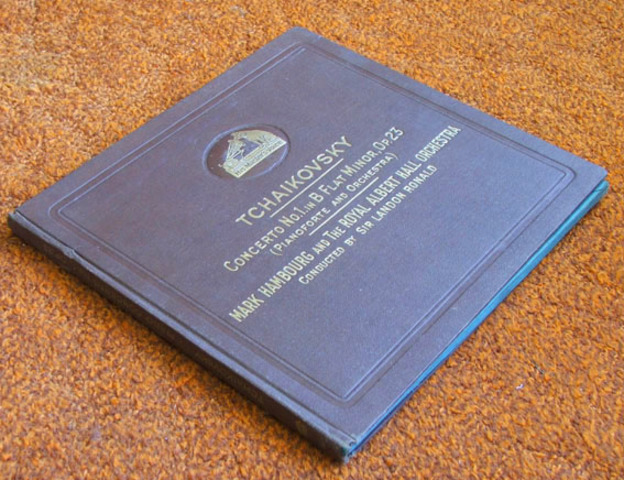 TCHAIKOVSKY
CONCERTO NO.1. IN B FLAT MINOR, OP. 23
(PIANOFORTE AND ORCHESTRA)
MARK HAMBOURG AND THE ROYAL ALBERT HALL ORCHESTRA
CONDUCTED BY SIR LANDON RONALD